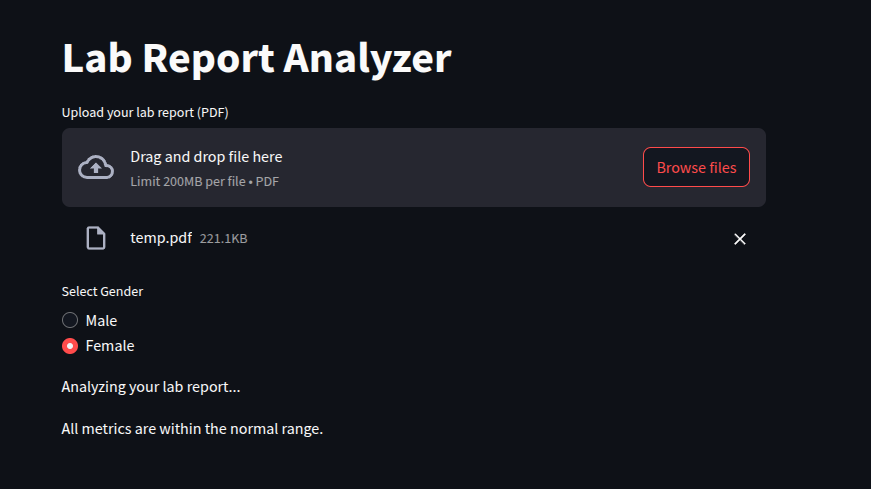 Lab Report Analyzer
Upload your lab report (PDF)
Drag and drop file here
Limit 200MB per file • PDF
Browse files
temp.pdf 221.1KB
Select Gender
Male
Female
Analyzing your lab report...
All metrics are within the normal range.